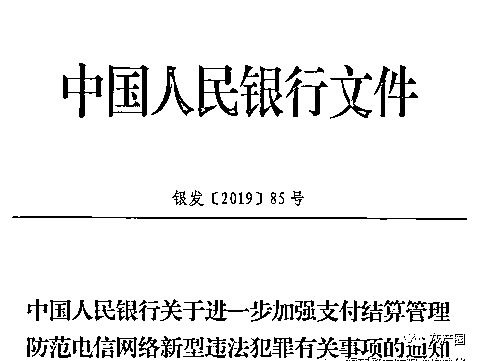 中国人民银行文件
银发〔2019〕85号
中国人民银行关于进一步加强支付结算管理
防范电信网络新型违法犯罪有关事项的通知